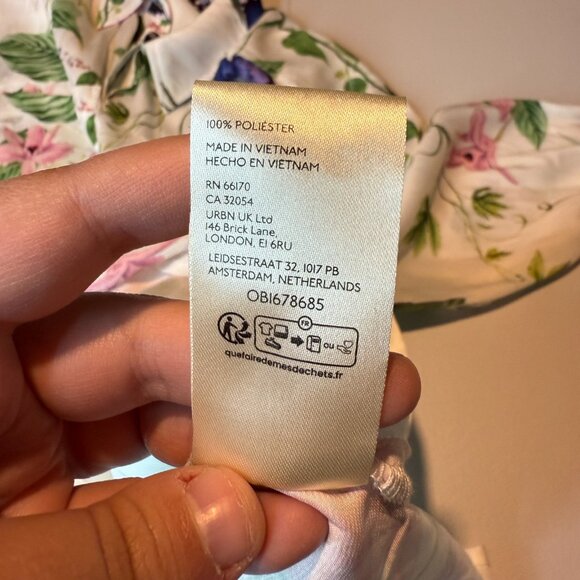 100% POLIÉSTER
MADE IN VIETNAM
HECHO EN VIETNAM
RN 66170
CA 32054
URBN UK Ltd
146 Brick Lane,
LONDON, E1 6RU
LEIDSESTRAAT 32, 1017 PB
AMSTERDAM, NETHERLANDS
OB1678685
FR
ou
quefairedemesdechets.fr